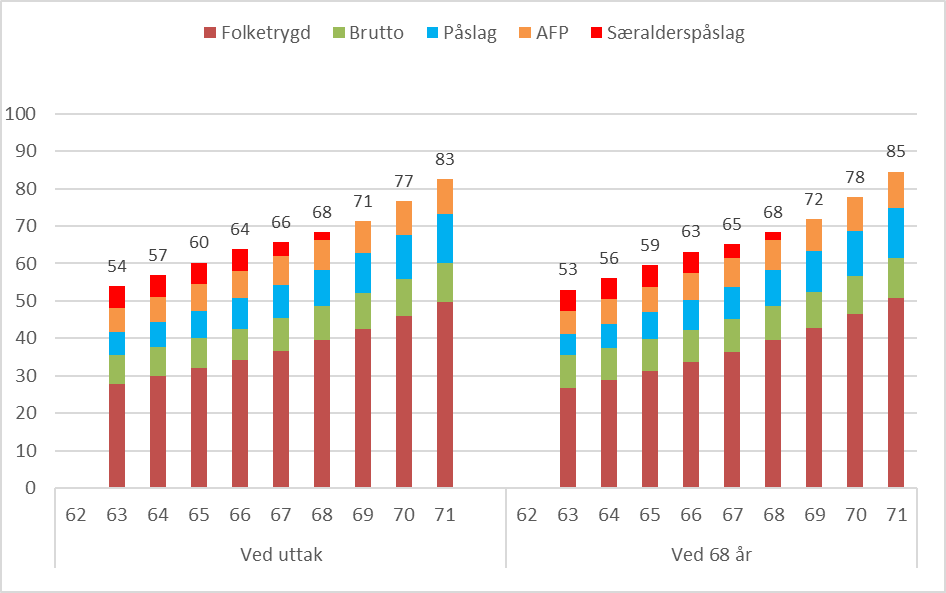 Folketrygd Brutto Påslag AFP Særalderspåslag
100
90
80
70
60
50
40
30
20
10
0
54 57 60 64 66 68 71 77 83
53 56 59 63 65 68 72 78 85
62 63 64 65 66 67 68 69 70 71 62 63 64 65 66 67 68 69 70 71
Ved uttak Ved 68 år